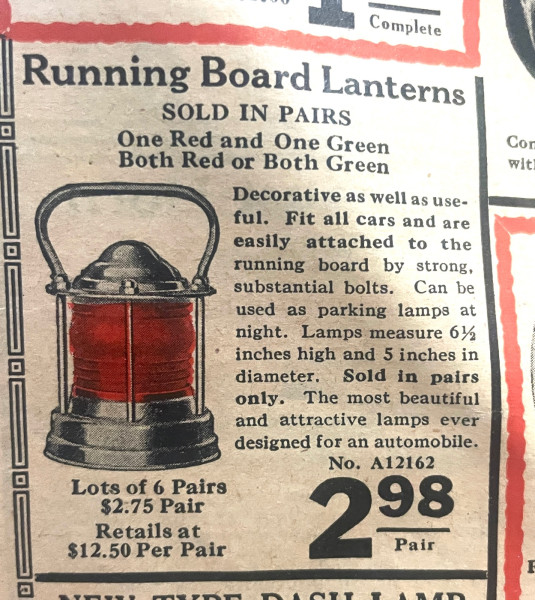 Complete
Running Board Lanterns
SOLD IN PAIRS
One Red and One Green
Both Red or Both Green
Decorative as well as use-
ful. Fit all cars and are
easily attached to the
running board by strong,
substantial bolts. Can be
used as parking lamps at
night. Lamps measure 6½
inches high and 5 inches in
diameter. Sold in pairs
only. The most beautiful
and attractive lamps ever
designed for an automobile.
No. A12162
Lots of 6 Pairs
$2.75 Pair
Retails at
$12.50 Per Pair
2.98
Pair
NEW TYPE DASH LAMP